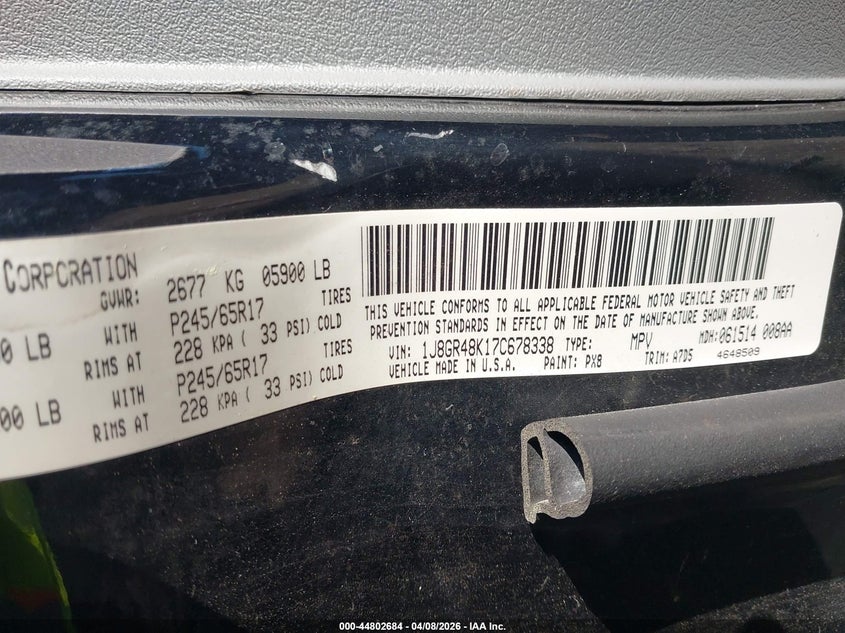 CORPORATION
GVWR: 2677 KG 05900 LB
WITH P245/65R17 TIRES
0 LB RIMS AT 228 KPA ( 33 PSI) COLD
WITH P245/65R17 TIRES
00 LB RIMS AT 228 KPA ( 33 PSI) COLD
THIS VEHICLE CONFORMS TO ALL APPLICABLE FEDERAL MOTOR VEHICLE SAFETY AND THEFT
PREVENTION STANDARDS IN EFFECT ON THE DATE OF MANUFACTURE SHOWN ABOVE.
VIN: 1J8GR48K17C678338 TYPE: MPV MDH: 061514 008AA
VEHICLE MADE IN U.S.A. PAINT: PX8 TRIM: A7D5 4648509
000-44802684 | 04/08/2026 - IAA Inc.